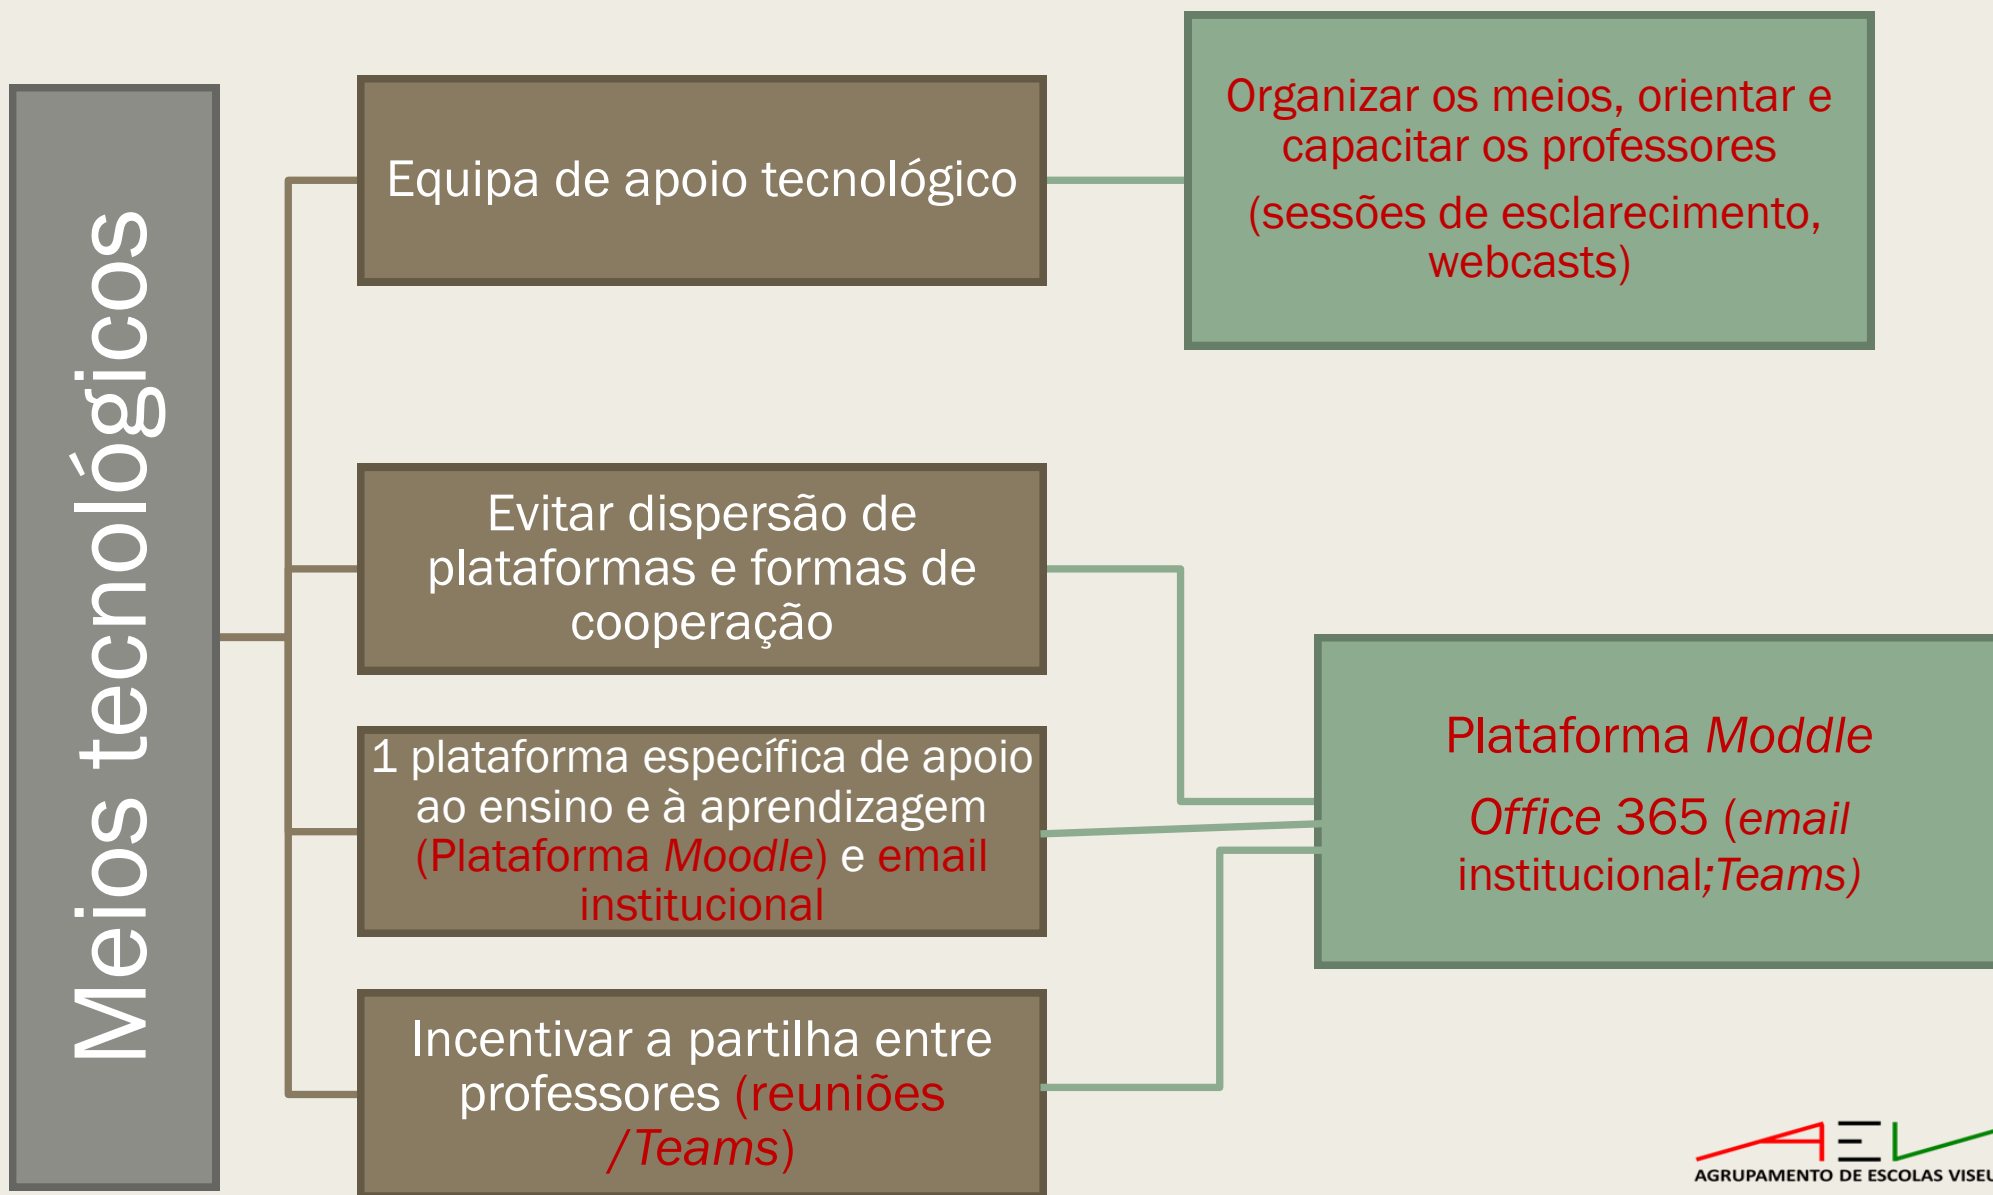 Meios tecnológicos
Equipa de apoio tecnológico
Organizar os meios, orientar e
capacitar os professores
(sessões de esclarecimento,
webcasts)
Evitar dispersão de
plataformas e formas de
cooperação
1 plataforma específica de apoio
ao ensino e à aprendizagem
(Plataforma Moodle) e email
institucional
Incentivar a partilha entre
professores (reuniões
/Teams)
Plataforma Moddle
Office 365 (email
institucional;Teams)
AEV
AGRUPAMENTO DE ESCOLAS VISEU